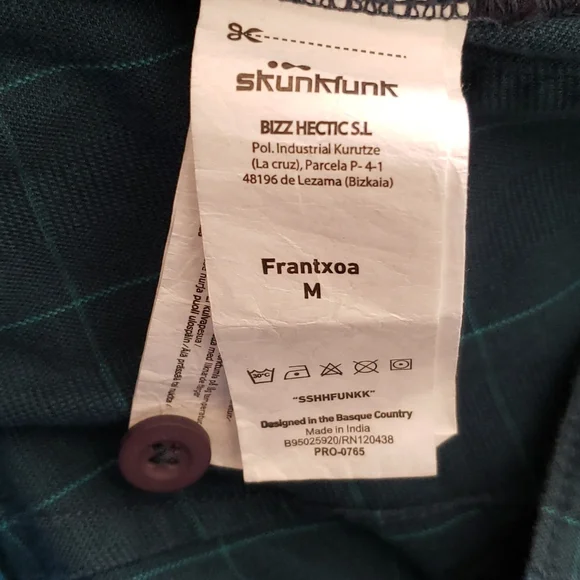 skunkfunk
BIZZ HECTIC S.L
Pol. Industrial Kurutze
(La cruz), Parcela P- 4-1
48196 de Lezama (Bizkaia)
Frantxoa
M
30°C
"SSHHFUNKK"
Designed in the Basque Country
Made in India
B95025920/RN120438
PRO-0765